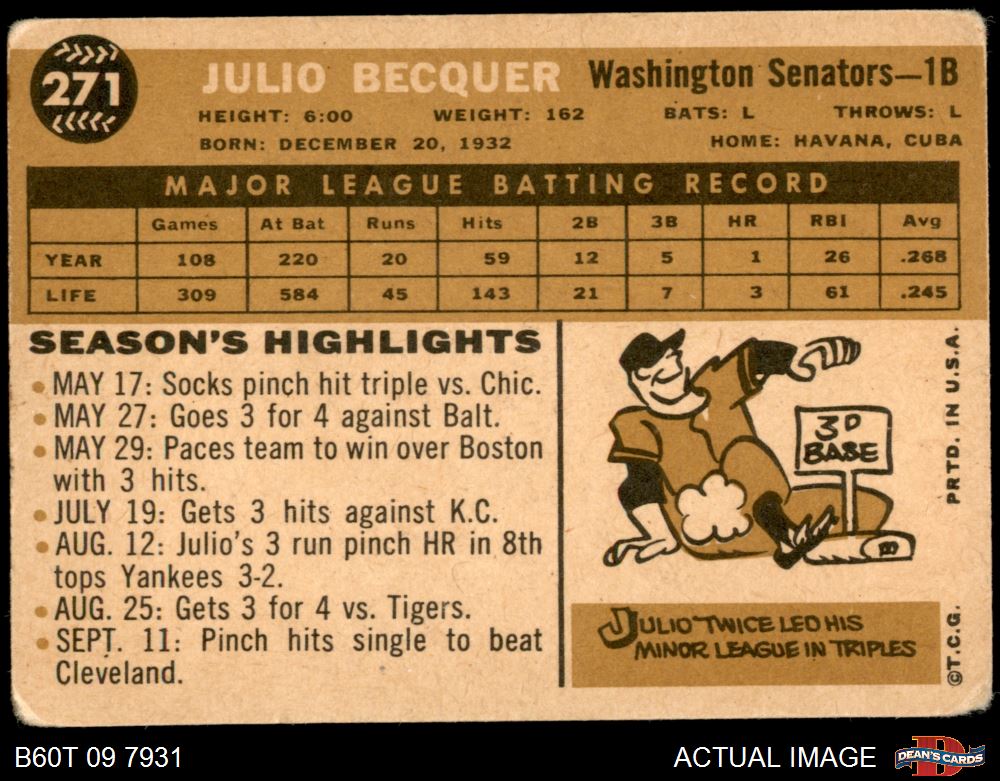 271
JULIO BECQUER Washington Senators—1B
HEIGHT: 6:00 WEIGHT: 162 BATS: L THROWS: L
BORN: DECEMBER 20, 1932 HOME: HAVANA, CUBA
MAJOR LEAGUE BATTING RECORD
Games At Bat Runs Hits 2B 3B HR RBI Avg
YEAR 108 220 20 59 12 5 1 26 .268
LIFE 309 584 45 143 21 7 3 61 .245
SEASON'S HIGHLIGHTS
• MAY 17: Socks pinch hit triple vs. Chic.
• MAY 27: Goes 3 for 4 against Balt.
• MAY 29: Paces team to win over Boston
with 3 hits.
• JULY 19: Gets 3 hits against K.C.
• AUG. 12: Julio's 3 run pinch HR in 8th
tops Yankees 3-2.
• AUG. 25: Gets 3 for 4 vs. Tigers.
• SEPT. 11: Pinch hits single to beat
Cleveland.
3D
BASE
JULIO TWICE LED HIS
MINOR LEAGUE IN TRIPLES
©T.C.G. PRTD. IN U.S.A.
B60T 09 7931 ACTUAL IMAGE
D
DEAN'S CARDS